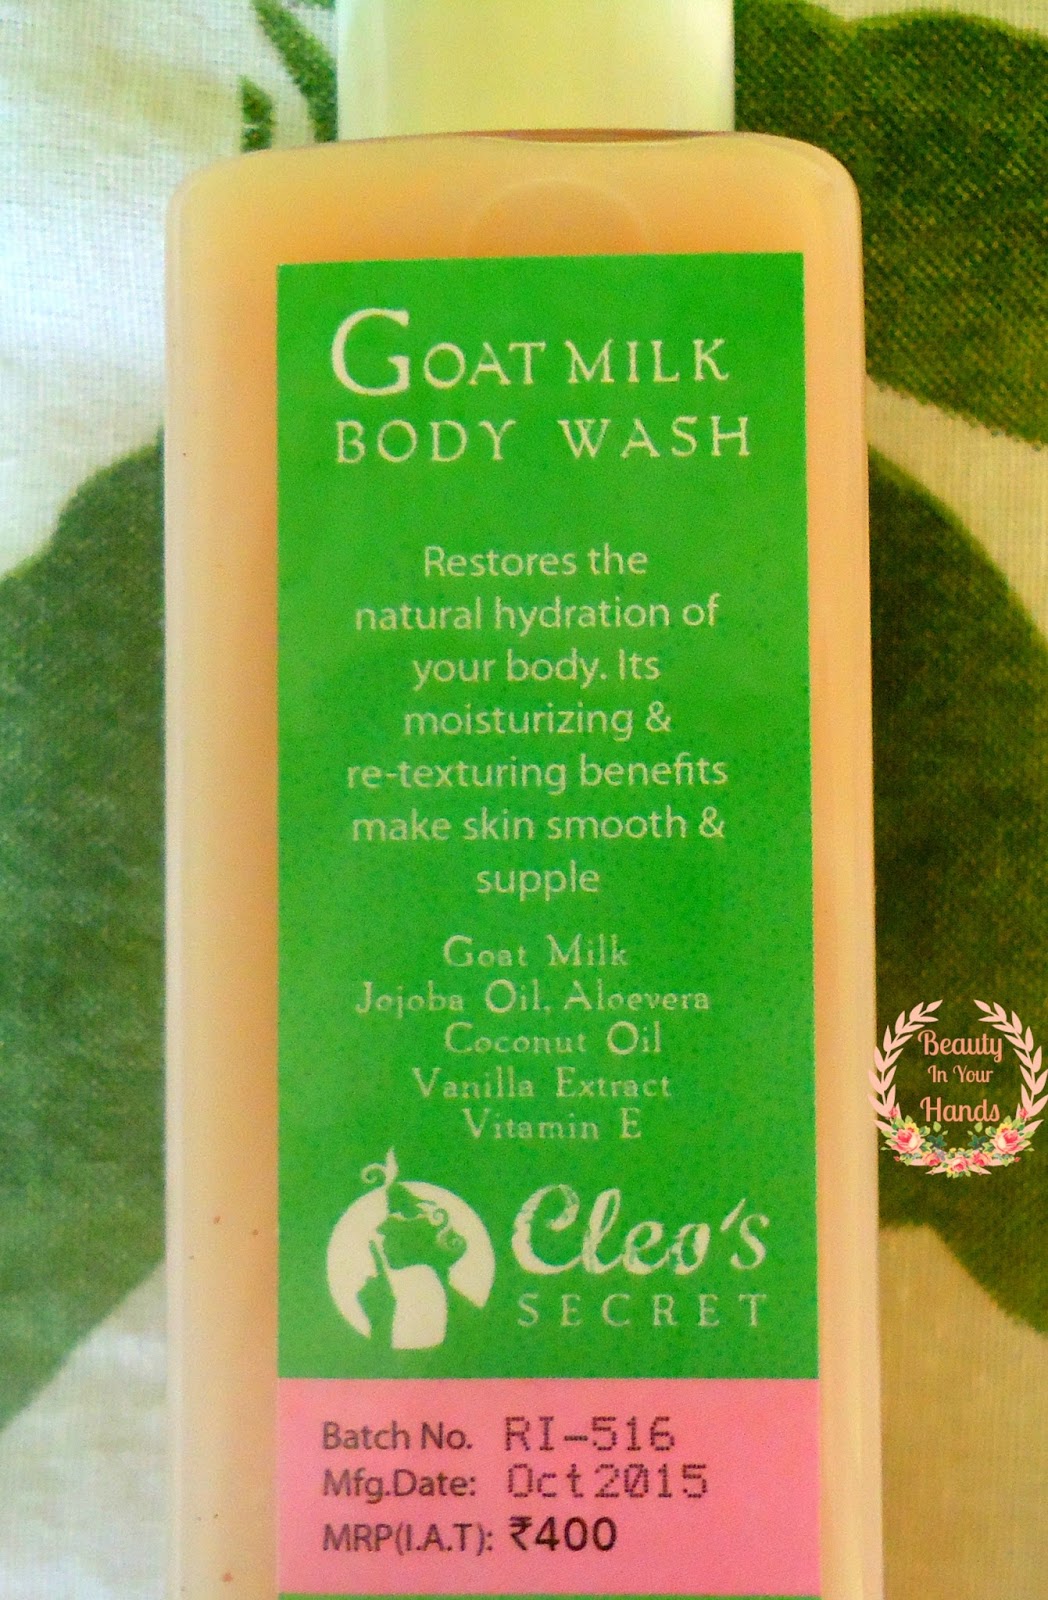 GOAT MILK
BODY WASH
Restores the
natural hydration of
your body. Its
moisturizing &
re-texturing benefits
make skin smooth &
supple
Goat Milk
Jojoba Oil, Aloevera
Coconut Oil
Vanilla Extract
Vitamin E
Cleo's
SECRET
Batch No. RI-516
Mfg.Date: Oct 2015
MRP(I.A.T): ₹400
Beauty
In Your
Hands